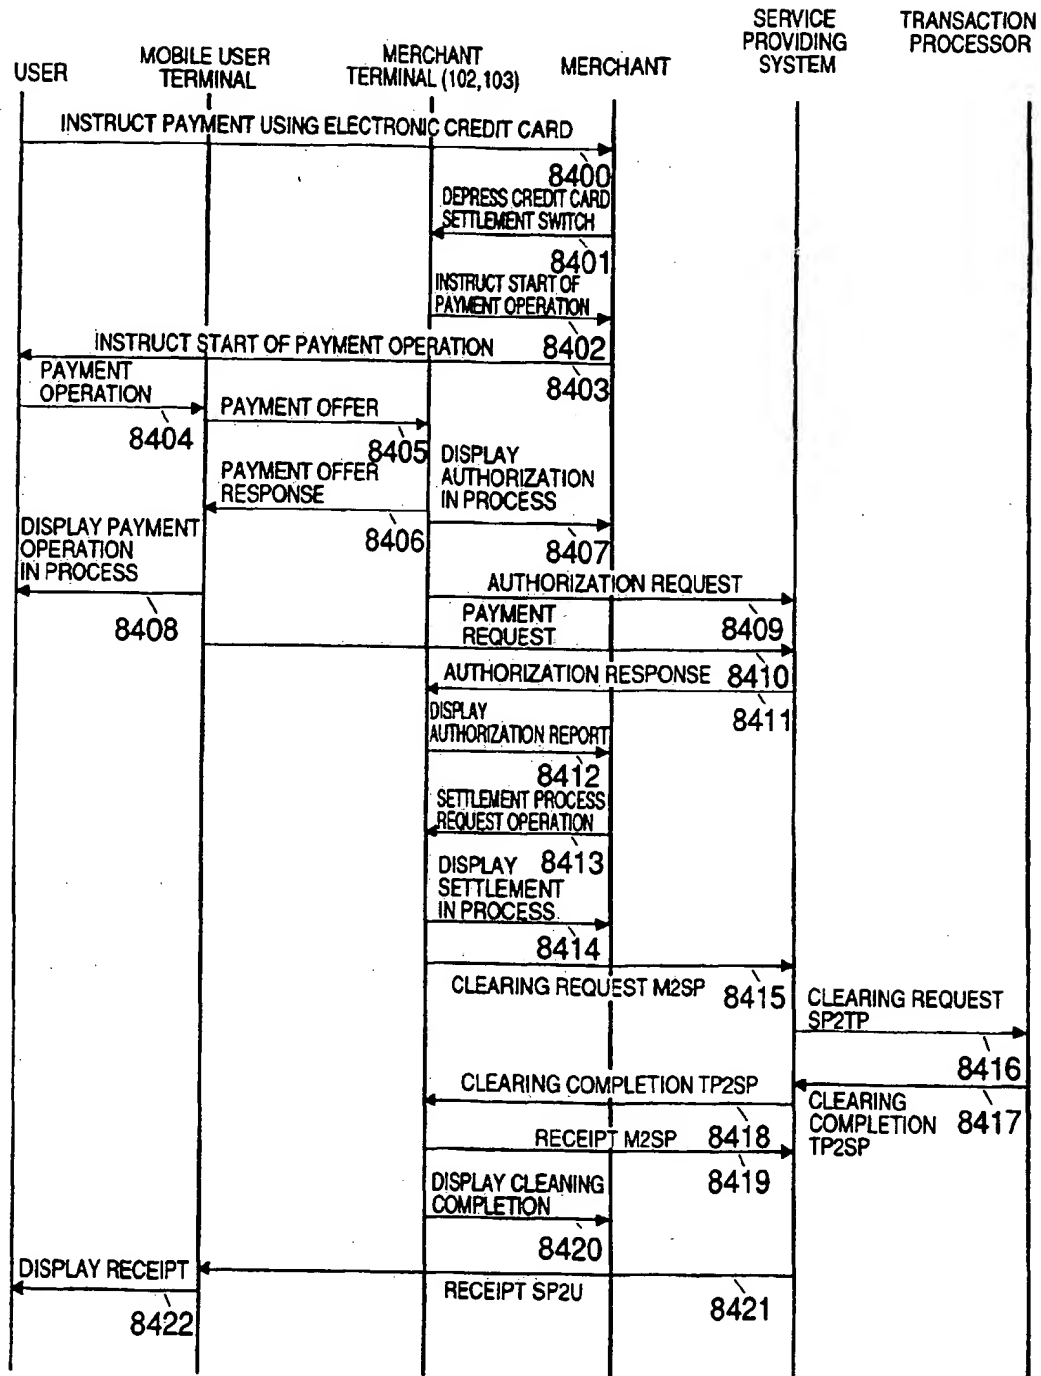 USER
MOBILE USER
TERMINAL
MERCHANT
TERMINAL (102,103)
MERCHANT
SERVICE
PROVIDING
SYSTEM
TRANSACTION
PROCESSOR
INSTRUCT PAYMENT USING ELECTRONIC CREDIT CARD
8400
DEPRESS CREDIT CARD
SETTLEMENT SWITCH
8401
INSTRUCT START OF
PAYMENT OPERATION
8402
INSTRUCT START OF PAYMENT OPERATION
8403
PAYMENT
OPERATION
8404
PAYMENT OFFER
8405
PAYMENT OFFER
RESPONSE
8406
DISPLAY
AUTHORIZATION
IN PROCESS
8407
DISPLAY PAYMENT
OPERATION
IN PROCESS
8408
AUTHORIZATION REQUEST
8409
PAYMENT
REQUEST
8410
AUTHORIZATION RESPONSE
8411
DISPLAY
AUTHORIZATION REPORT
8412
SETTLEMENT PROCESS
REQUEST OPERATION
8413
DISPLAY
SETTLEMENT
IN PROCESS
8414
CLEARING REQUEST M2SP
8415
CLEARING REQUEST
SP2TP
8416
CLEARING
COMPLETION
TP2SP
8417
CLEARING COMPLETION TP2SP
8418
RECEIPT M2SP
8419
DISPLAY CLEANING
COMPLETION
8420
RECEIPT SP2U
8421
DISPLAY RECEIPT
8422